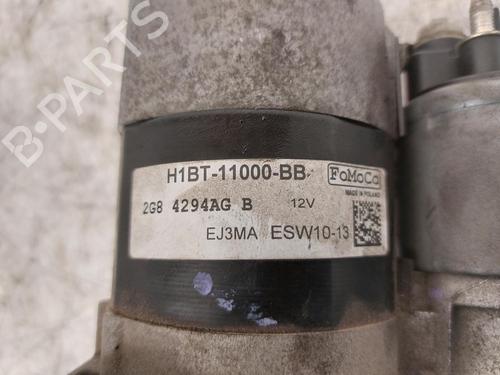 B-PARTS
H1BT-11000-BB
FoMoCo
MADE IN POLAND
2G8 4294AG B 12V
EJ3MA ESW10-13